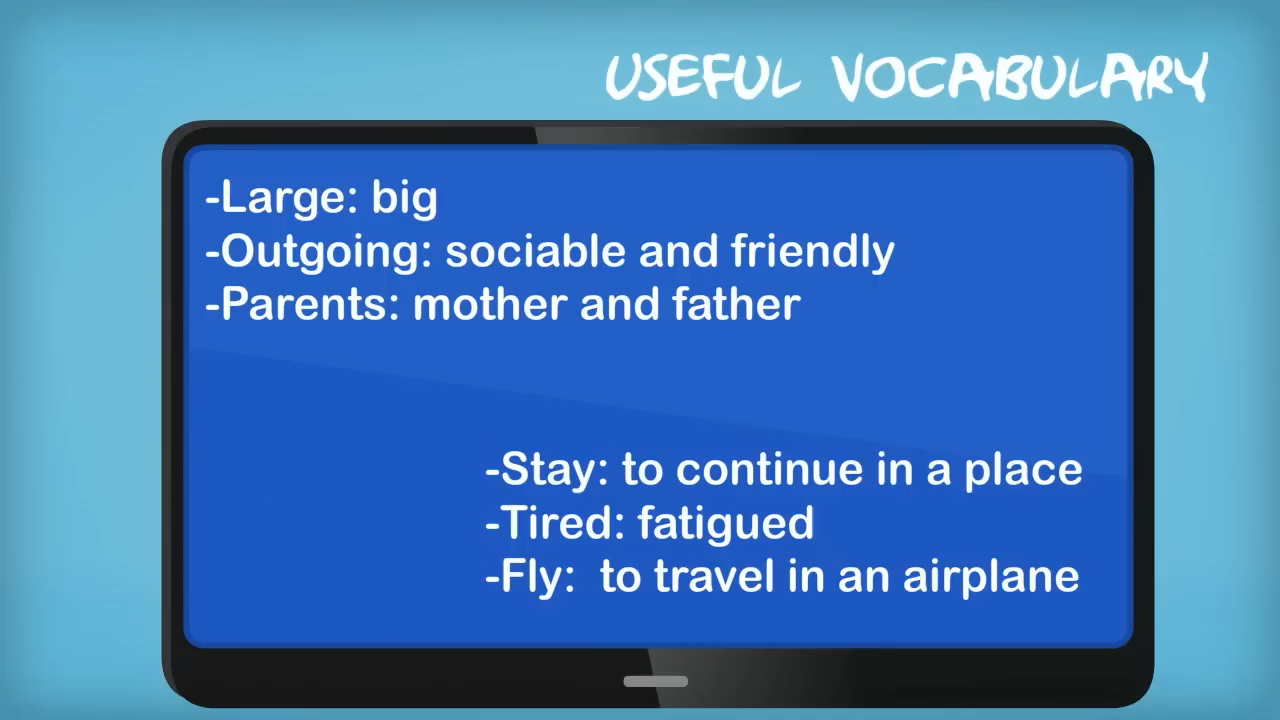 USEFUL VOCABULARY
-Large: big
-Outgoing: sociable and friendly
-Parents: mother and father
-Stay: to continue in a place
-Tired: fatigued
-Fly:  to travel in an airplane